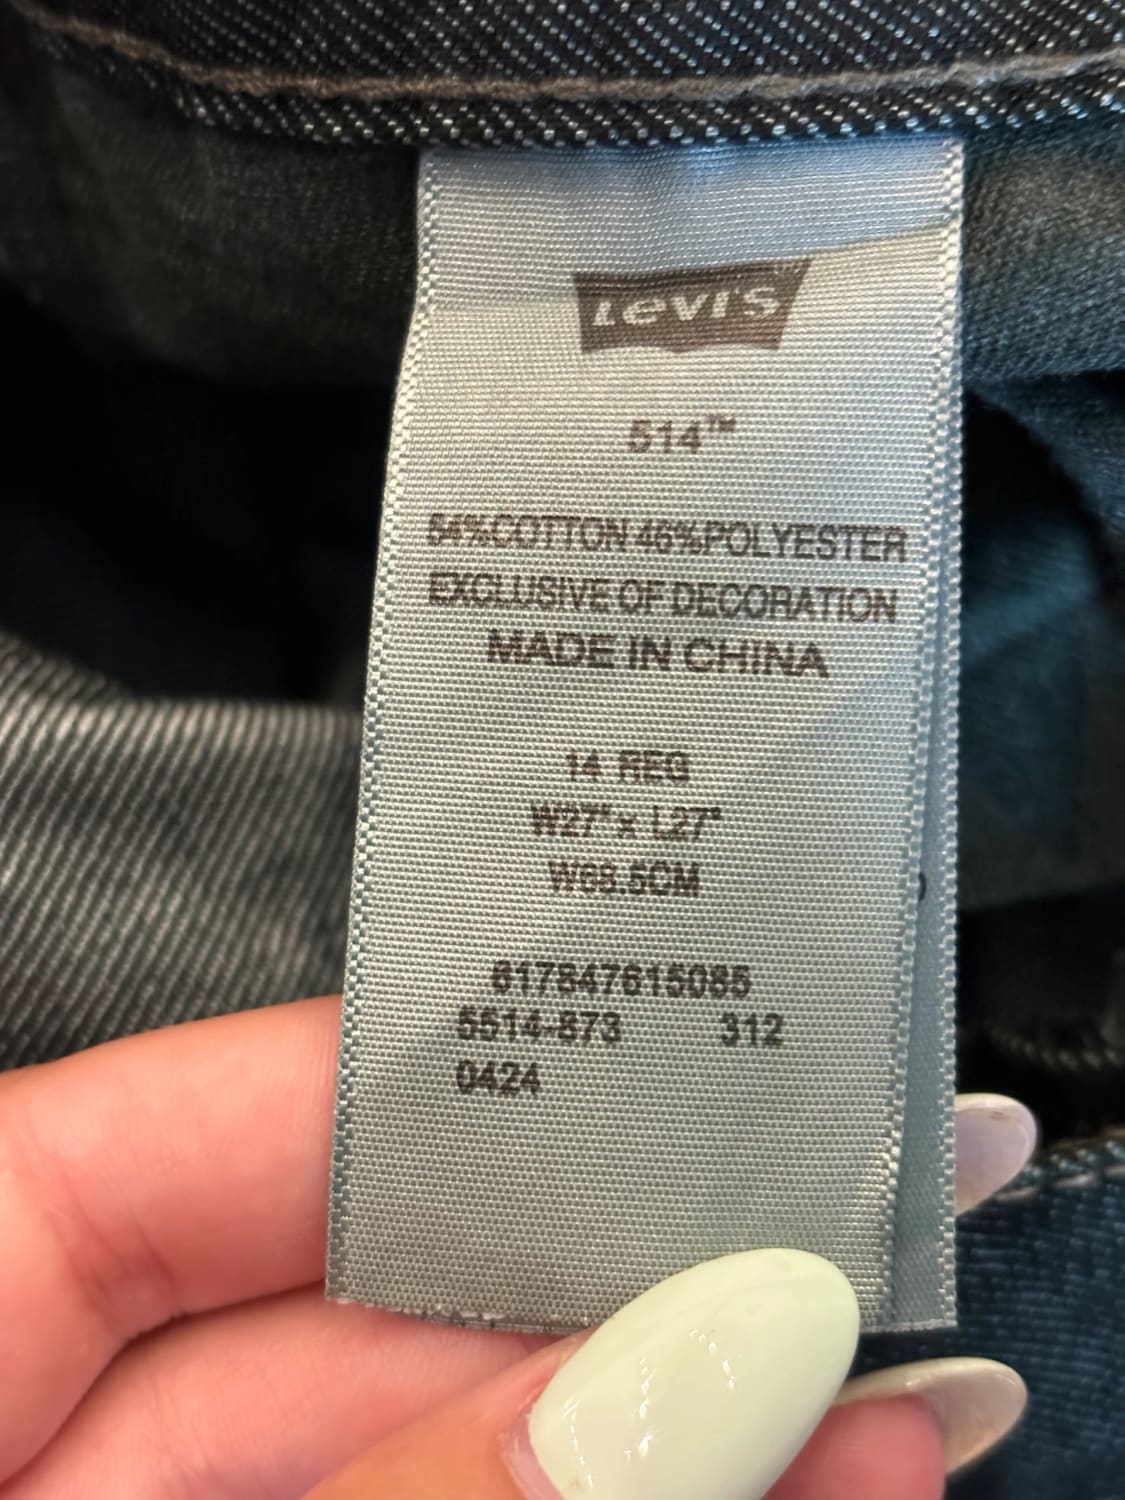 Levi's
514™
54%COTTON 46%POLYESTER
EXCLUSIVE OF DECORATION
MADE IN CHINA
14 REG
W27" x L27"
W68.5CM
617847615085
5514-873 312
0424